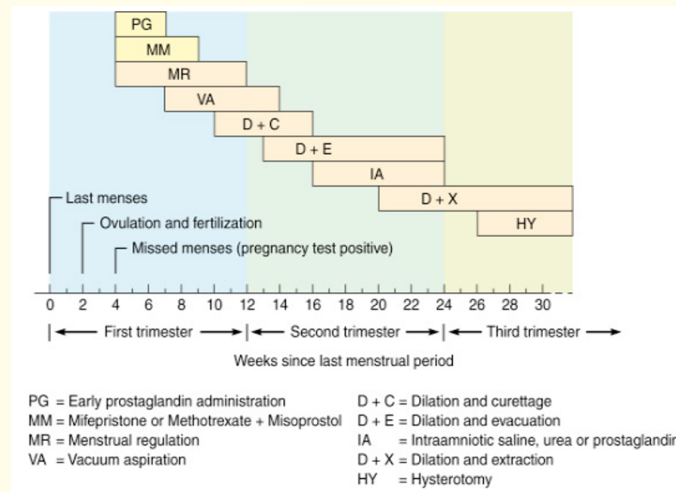 PG
MM
MR
VA
D + C
D + E
IA
D + X
HY
Last menses
Ovulation and fertilization
Missed menses (pregnancy test positive)
0 2 4 6 8 10 12 14 16 18 20 22 24 26 28 30
First trimester Second trimester Third trimester
Weeks since last menstrual period
PG = Early prostaglandin administration
MM = Mifepristone or Methotrexate + Misoprostol
MR = Menstrual regulation
VA = Vacuum aspiration
D + C = Dilation and curettage
D + E = Dilation and evacuation
IA = Intraamniotic saline, urea or prostaglandin
D + X = Dilation and extraction
HY = Hysterotomy